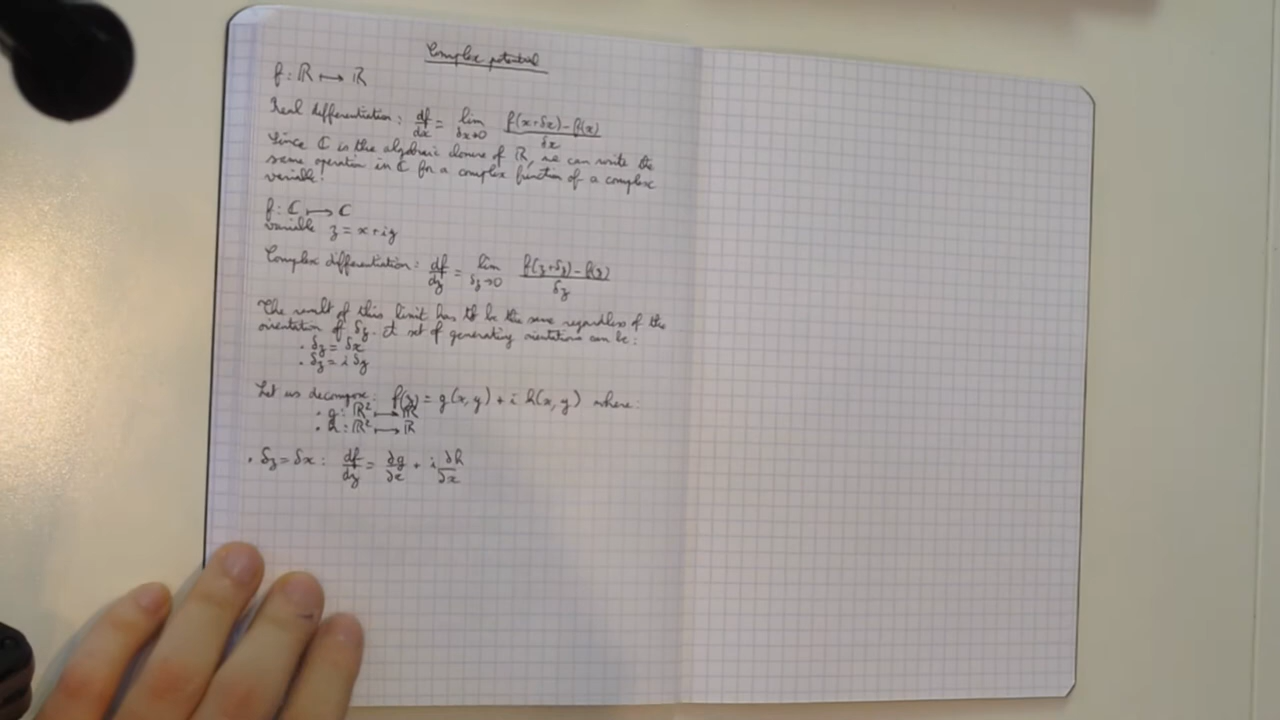 Complex potential
f : ℝ ⟼ ℝ
Real differentiation : df/dx = lim δx→0 f(x+δx)-f(x)/δx
Since ℂ is the algebraic closure of ℝ, we can write the
same operation in ℂ for a complex function of a complex
variable.
f : ℂ ⟼ ℂ
variable z = x+iy
Complex differentiation : df/dz = lim δz→0 f(z+δz)-f(z)/δz
The result of this limit has to be the same regardless of the
orientation of δz. A set of generating orientations can be :
. δz = δx
. δz = i δy
Let us decompose : f(z) = g(x,y) + i h(x,y) where :
. g : ℝ² ⟼ ℝ
. h : ℝ² ⟼ ℝ
. δz = δx : df/dz = ∂g/∂x + i ∂h/∂x